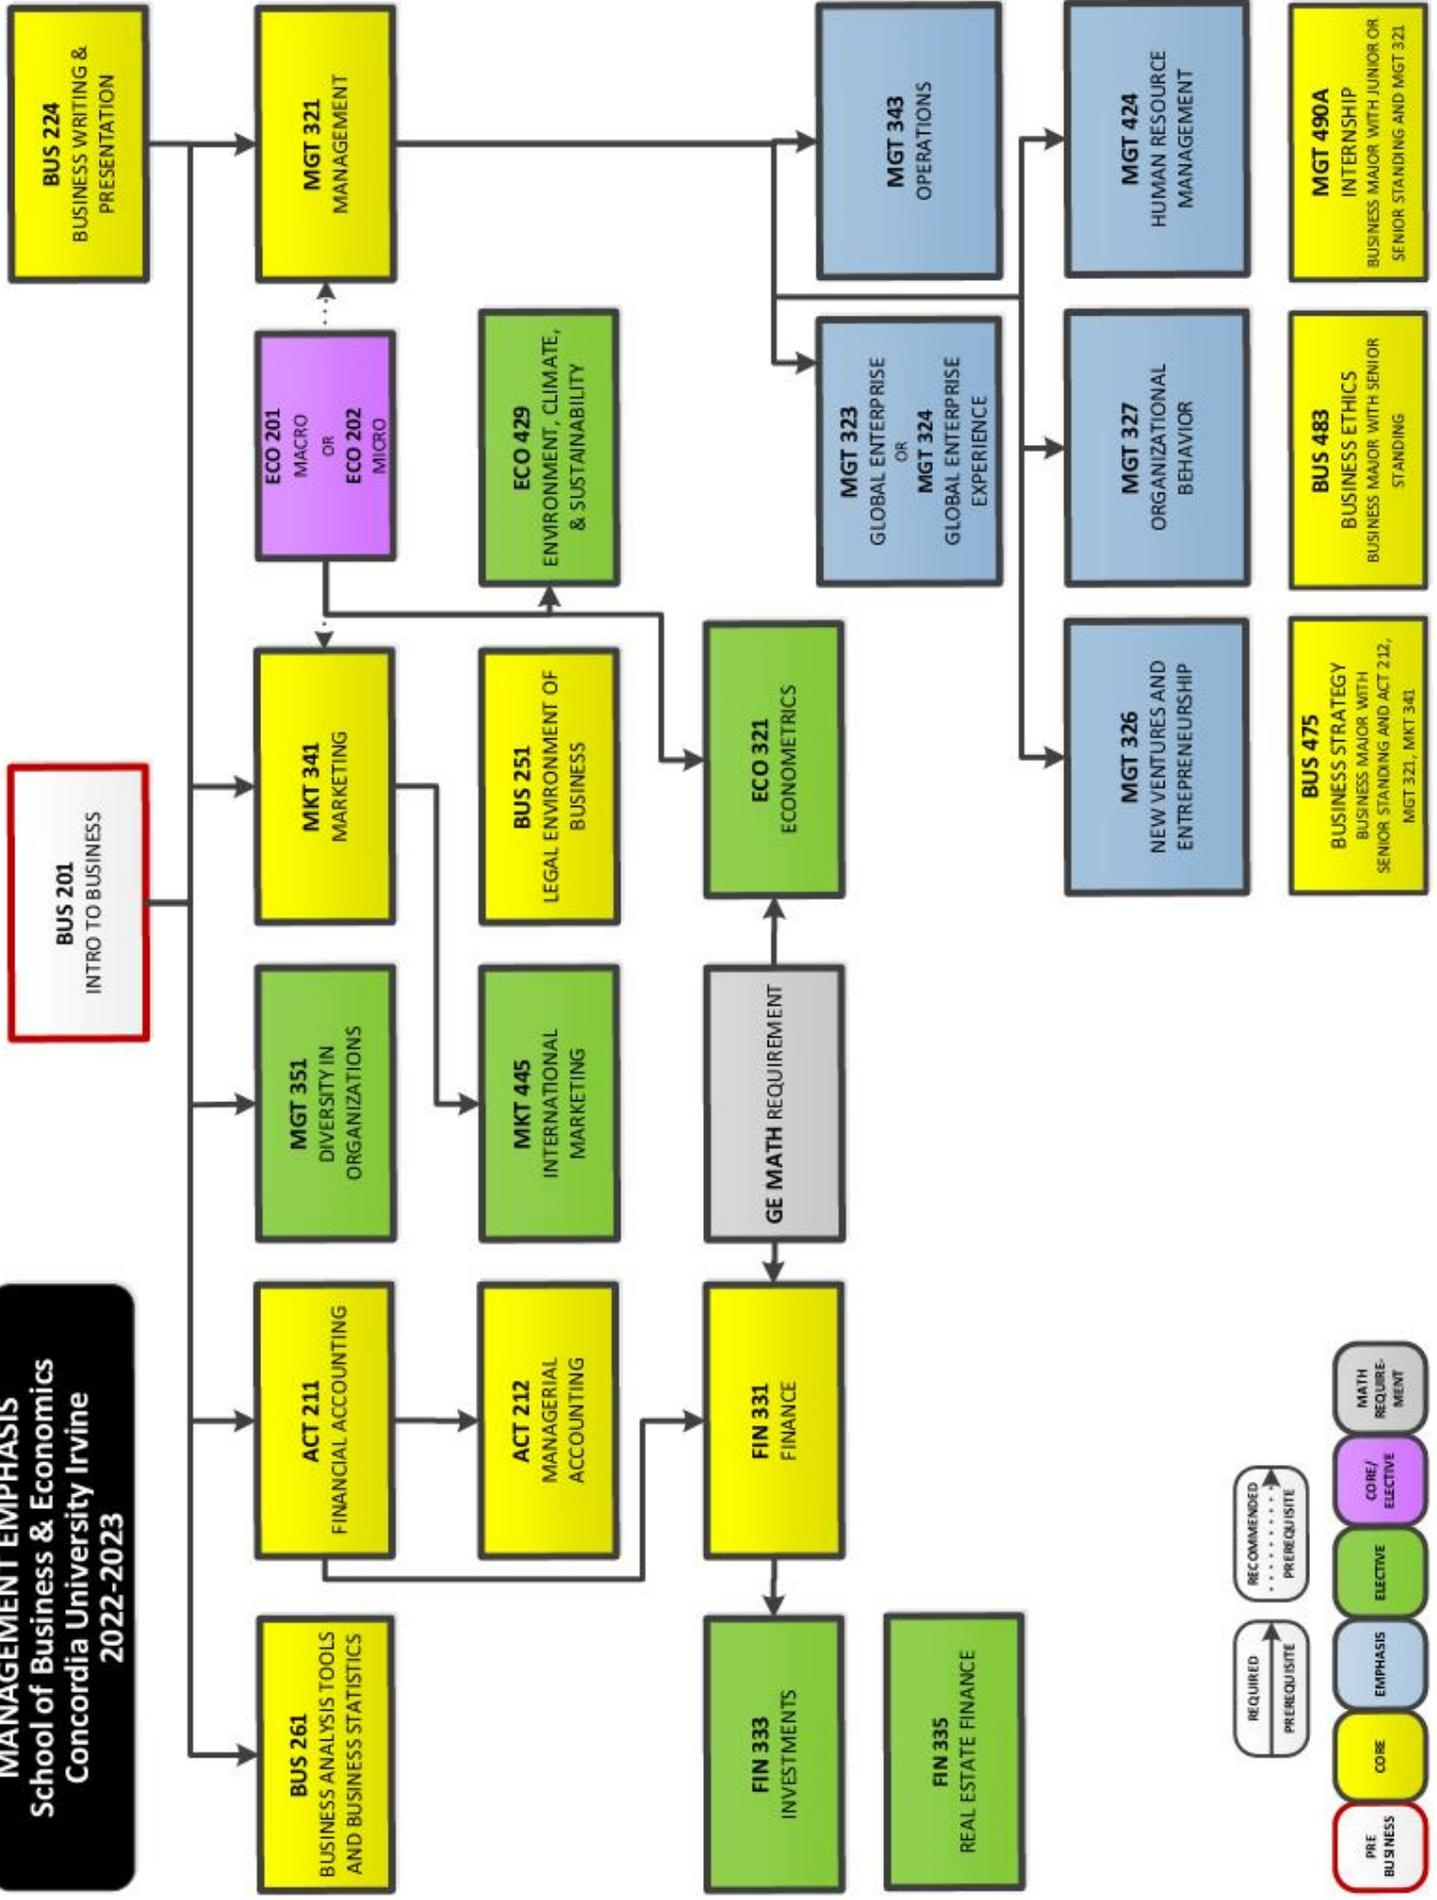 MANAGEMENT EMPHASIS
School of Business & Economics
Concordia University Irvine
2022-2023
BUS 201
INTRO TO BUSINESS
BUS 224
BUSINESS WRITING &
PRESENTATION
BUS 261
BUSINESS ANALYSIS TOOLS
AND BUSINESS STATISTICS
ACT 211
FINANCIAL ACCOUNTING
MGT 351
DIVERSITY IN
ORGANIZATIONS
MKT 341
MARKETING
ECO 201
MACRO
OR
ECO 202
MICRO
MGT 321
MANAGEMENT
ACT 212
MANAGERIAL
ACCOUNTING
MKT 445
INTERNATIONAL
MARKETING
BUS 251
LEGAL ENVIRONMENT OF
BUSINESS
ECO 429
ENVIRONMENT, CLIMATE,
& SUSTAINABILITY
FIN 333
INVESTMENTS
FIN 331
FINANCE
GE MATH REQUIREMENT
ECO 321
ECONOMETRICS
MGT 323
GLOBAL ENTERPRISE
OR
MGT 324
GLOBAL ENTERPRISE
EXPERIENCE
MGT 343
OPERATIONS
FIN 335
REAL ESTATE FINANCE
MGT 326
NEW VENTURES AND
ENTREPRENEURSHIP
MGT 327
ORGANIZATIONAL
BEHAVIOR
MGT 424
HUMAN RESOURCE
MANAGEMENT
REQUIRED
PREREQUISITE
RECOMMENDED
PREREQUISITE
BUS 475
BUSINESS STRATEGY
BUSINESS MAJOR WITH
SENIOR STANDING AND ACT 212,
MGT 321, MKT 341
BUS 483
BUSINESS ETHICS
BUSINESS MAJOR WITH SENIOR
STANDING
MGT 490A
INTERNSHIP
BUSINESS MAJOR WITH JUNIOR OR
SENIOR STANDING AND MGT 321
PRE
BUSINESS
CORE
EMPHASIS
ELECTIVE
CORE/
ELECTIVE
MATH
REQUIRE-
MENT